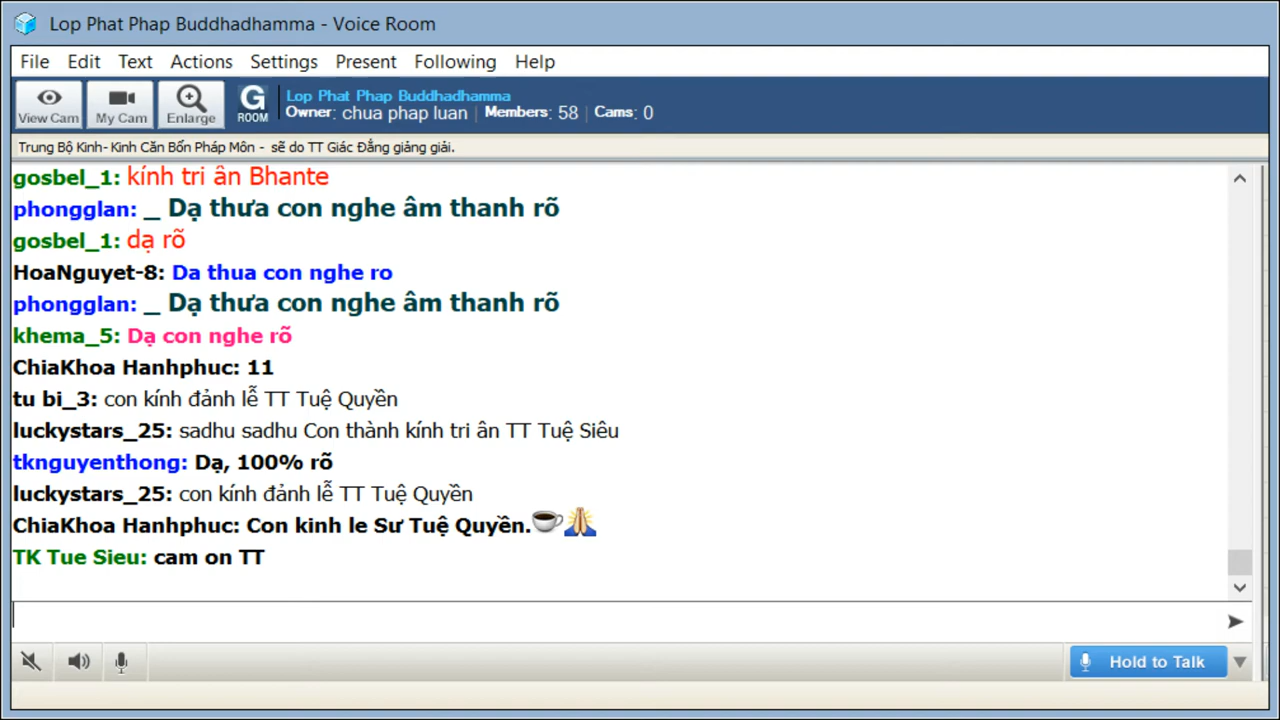 Lop Phat Phap Buddhadhamma - Voice Room
File Edit Text Actions Settings Present Following Help
View Cam My Cam Enlarge G ROOM
Lop Phat Phap Buddhadhamma
Owner: chua phap luan | Members: 58 | Cams: 0
Trung Bộ Kinh- Kinh Căn Bổn Pháp Môn - sẽ do TT Giác Đẳng giảng giải.
gosbel_1: kính tri ân Bhante
phongglan: _ Dạ thưa con nghe âm thanh rõ
gosbel_1: dạ rõ
HoaNguyet-8: Da thua con nghe ro
phongglan: _ Dạ thưa con nghe âm thanh rõ
khema_5: Dạ con nghe rõ
ChiaKhoa Hanhphuc: 11
tu bi_3: con kính đảnh lễ TT Tuệ Quyền
luckystars_25: sadhu sadhu Con thành kính tri ân TT Tuệ Siêu
tknguyenthong: Dạ, 100% rõ
luckystars_25: con kính đảnh lễ TT Tuệ Quyền
ChiaKhoa Hanhphuc: Con kinh le Sư Tuệ Quyền.☕🙏
TK Tue Sieu: cam on TT
Hold to Talk